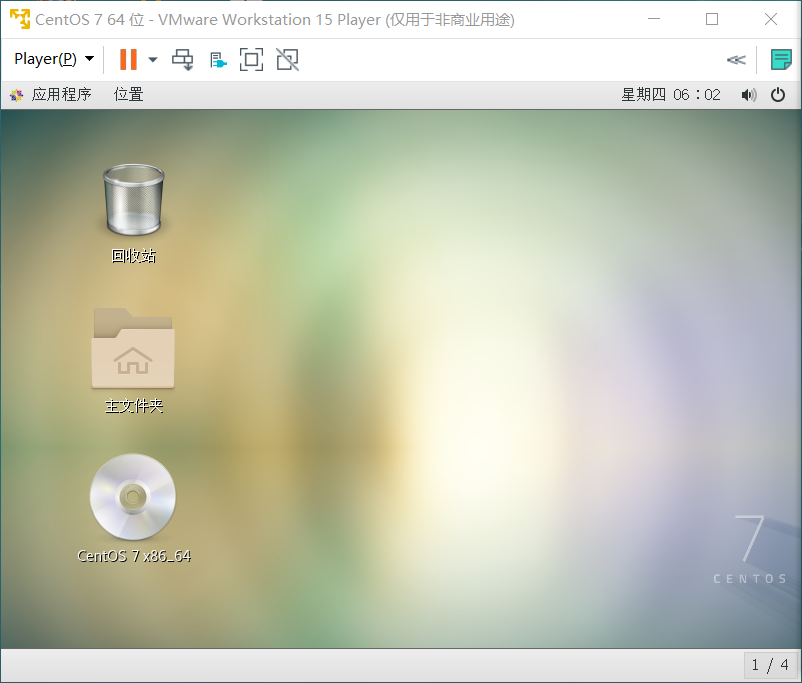 CentOS 7 64 位 - VMware Workstation 15 Player (仅用于非商业用途)
Player(P)
应用程序 位置 星期四 06:02
回收站
主文件夹
CentOS 7 x86_64
7
CENTOS
1 / 4